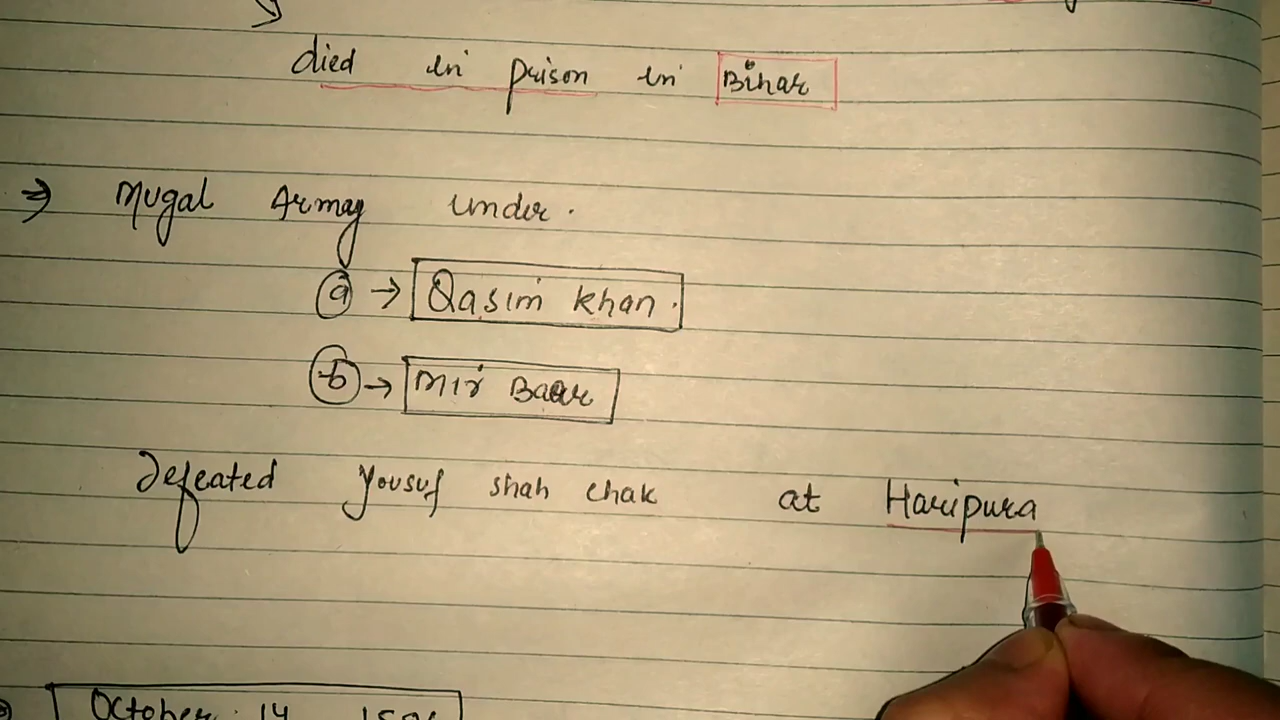 died in prison in Bihar
⇒ Mugal Armay under.
(a) → Qasim khan.
(b) → Mir Baar
Defeated Yousuf shah chak at Haripura
October 14